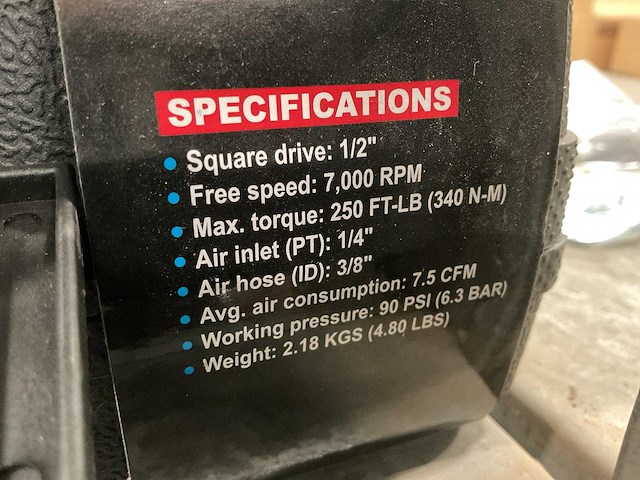 SPECIFICATIONS
• Square drive: 1/2"
• Free speed: 7,000 RPM
• Max. torque: 250 FT-LB (340 N-M)
• Air inlet (PT): 1/4"
• Air hose (ID): 3/8"
• Avg. air consumption: 7.5 CFM
• Working pressure: 90 PSI (6.3 BAR)
• Weight: 2.18 KGS (4.80 LBS)